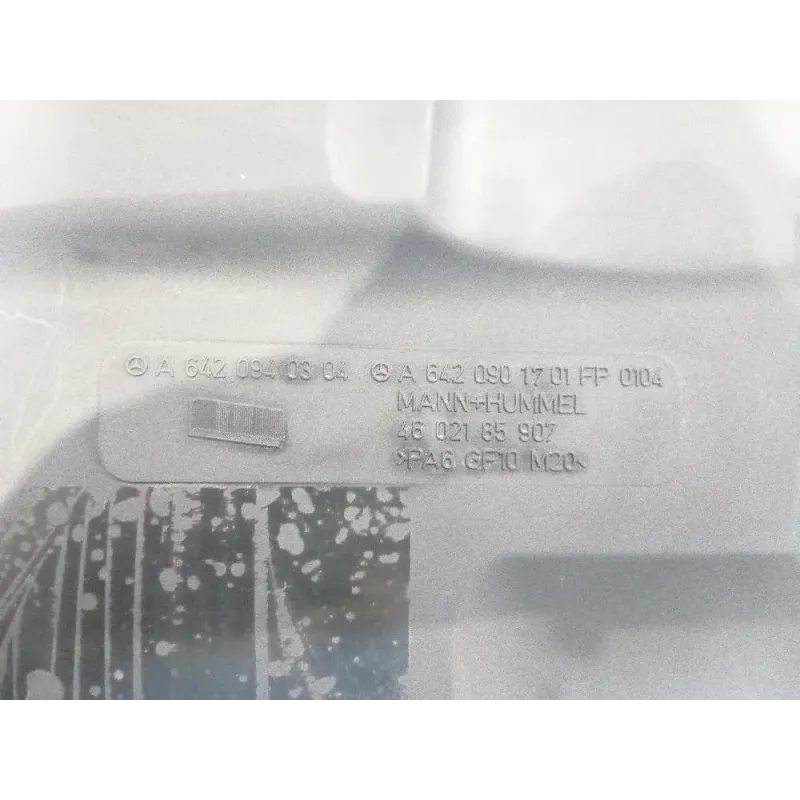 A 642 094 03 04 A 642 090 17 01 FP 0104
MANN+HUMMEL
46 021 85 907
>PA6 GF10 M20<